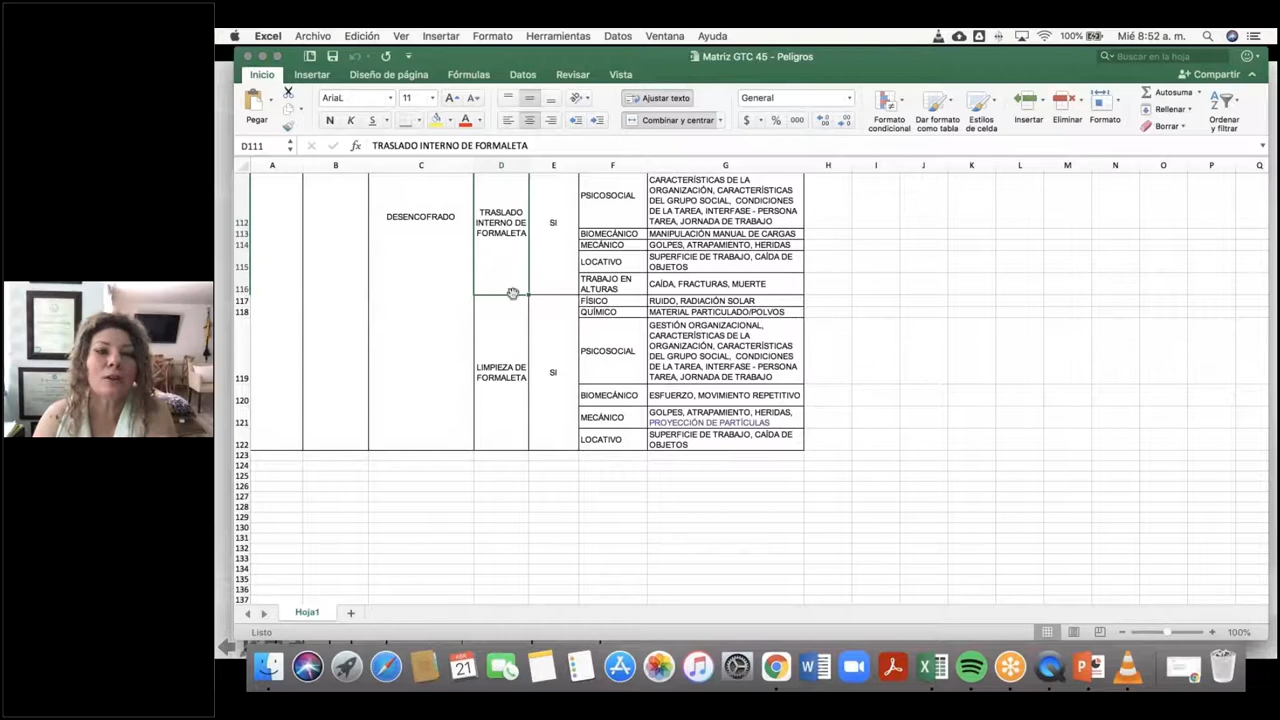 Excel Archivo Edición Ver Insertar Formato Herramientas Datos Ventana Ayuda 100% Mié 8:52 a. m.
Matriz GTC 45 - Peligros
Buscar en la hoja
Inicio Insertar Diseño de página Fórmulas Datos Revisar Vista Compartir
Pegar
ArialL 11
N K S
Ajustar texto
Combinar y centrar
General
$ % 000
Formato condicional
Dar formato como tabla
Estilos de celda
Insertar Eliminar Formato
Autosuma
Rellenar
Borrar
Ordenar y filtrar
D111 fx TRASLADO INTERNO DE FORMALETA
A B C D E F G H I J K L M N O P Q
DESENCOFRADO
TRASLADO
INTERNO DE
FORMALETA
SI
PSICOSOCIAL
CARACTERÍSTICAS DE LA
ORGANIZACIÓN, CARACTERÍSTICAS
DEL GRUPO SOCIAL, CONDICIONES
DE LA TAREA, INTERFASE - PERSONA
TAREA, JORNADA DE TRABAJO
112
113 BIOMECÁNICO MANIPULACIÓN MANUAL DE CARGAS
114 MECÁNICO GOLPES, ATRAPAMIENTO, HERIDAS
115 LOCATIVO
SUPERFICIE DE TRABAJO, CAÍDA DE
OBJETOS
116 TRABAJO EN
ALTURAS
CAÍDA, FRACTURAS, MUERTE
117 FÍSICO RUIDO, RADIACIÓN SOLAR
118 QUÍMICO MATERIAL PARTICULADO/POLVOS
LIMPIEZA DE
FORMALETA
SI
PSICOSOCIAL
GESTIÓN ORGANIZACIONAL,
CARACTERÍSTICAS DE LA
ORGANIZACIÓN, CARACTERÍSTICAS
DEL GRUPO SOCIAL, CONDICIONES
DE LA TAREA, INTERFASE - PERSONA
TAREA, JORNADA DE TRABAJO
119
120 BIOMECÁNICO ESFUERZO, MOVIMIENTO REPETITIVO
121 MECÁNICO
GOLPES, ATRAPAMIENTO, HERIDAS,
PROYECCIÓN DE PARTÍCULAS
122 LOCATIVO
SUPERFICIE DE TRABAJO, CAÍDA DE
OBJETOS
123
124
125
126
127
128
129
130
131
132
133
134
135
136
137
Hoja1
Listo
100%
21